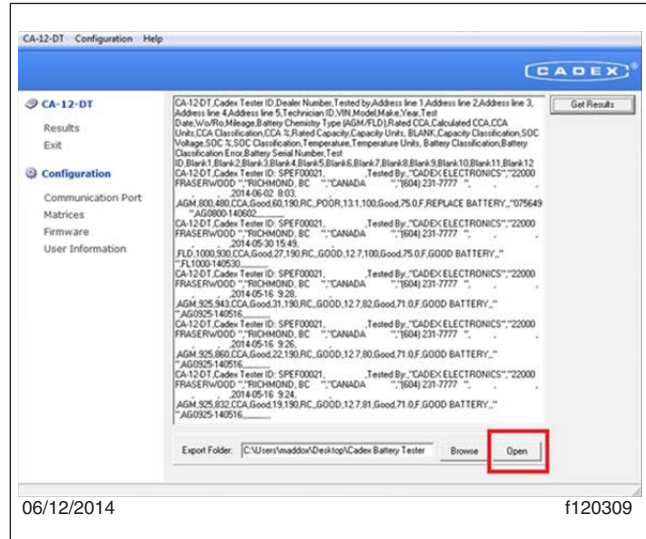 CA-12-DT Configuration Help
CADEX
CA-12-DT
Results
Exit
Configuration
Communication Port
Matrices
Firmware
User Information
CA-12-DT,Cadex Tester ID,Dealer Number,Tested by,Address line 1,Address line 2,Address line 3,
Address line 4,Address line 5,Technician ID,VIN,Model,Make,Year,Test
Date,Wo/Ro,Mileage,Battery Chemistry Type (AGM/FLD),Rated CCA,Calculated CCA,CCA
Units,CCA Classification,CCA %,Rated Capacity,Capacity Units, BLANK,Capacity Classification,SOC
Voltage,SOC %,SOC Classification,Temperature,Temperature Units, Battery Classification,Battery
Classification Error,Battery Serial Number,Test
ID,Blank1,Blank2,Blank3,Blank4,Blank5,Blank6,Blank7,Blank8,Blank9,Blank10,Blank11,Blank12
CA-12-DT,Cadex Tester ID: SPEF00021, ,Tested By:,"CADEX ELECTRONICS","22000
FRASERWOOD ","RICHMOND, BC ","CANADA ","(604) 231-7777 ", , ,
, , ,2014-06-02 8:03,
,AGM,800,480,CCA,Good,60,190,RC,,POOR,13.1,100,Good,75.0,F,REPLACE BATTERY,,"075649
",AG0800-140602,,,,,,,,,,,,
CA-12-DT,Cadex Tester ID: SPEF00021, ,Tested By:,"CADEX ELECTRONICS","22000
FRASERWOOD ","RICHMOND, BC ","CANADA ","(604) 231-7777 ", , ,
, , ,2014-05-30 15:49,
,FLD,1000,930,CCA,Good,27,190,RC,,GOOD,12.7,100,Good,75.0,F,GOOD BATTERY,,"
",FL1000-140530,,,,,,,,,,,,
CA-12-DT,Cadex Tester ID: SPEF00021, ,Tested By:,"CADEX ELECTRONICS","22000
FRASERWOOD ","RICHMOND, BC ","CANADA ","(604) 231-7777 ", , ,
, , ,2014-05-16 9:28,
,AGM,925,943,CCA,Good,31,190,RC,,GOOD,12.7,82,Good,71.0,F,GOOD BATTERY,,"
",AG0925-140516,,,,,,,,,,,,
CA-12-DT,Cadex Tester ID: SPEF00021, ,Tested By:,"CADEX ELECTRONICS","22000
FRASERWOOD ","RICHMOND, BC ","CANADA ","(604) 231-7777 ", , ,
, , ,2014-05-16 9:26,
,AGM,925,860,CCA,Good,22,190,RC,,GOOD,12.7,80,Good,71.0,F,GOOD BATTERY,,"
",AG0925-140516,,,,,,,,,,,,
CA-12-DT,Cadex Tester ID: SPEF00021, ,Tested By:,"CADEX ELECTRONICS","22000
FRASERWOOD ","RICHMOND, BC ","CANADA ","(604) 231-7777 ", , ,
, , ,2014-05-16 9:24,
,AGM,925,832,CCA,Good,19,190,RC,,GOOD,12.7,81,Good,71.0,F,GOOD BATTERY,,"
",AG0925-140516,,,,,,,,,,,,
Get Results
Export Folder: C:\Users\maddox\Desktop\Cadex Battery Tester Browse Open
06/12/2014 f120309